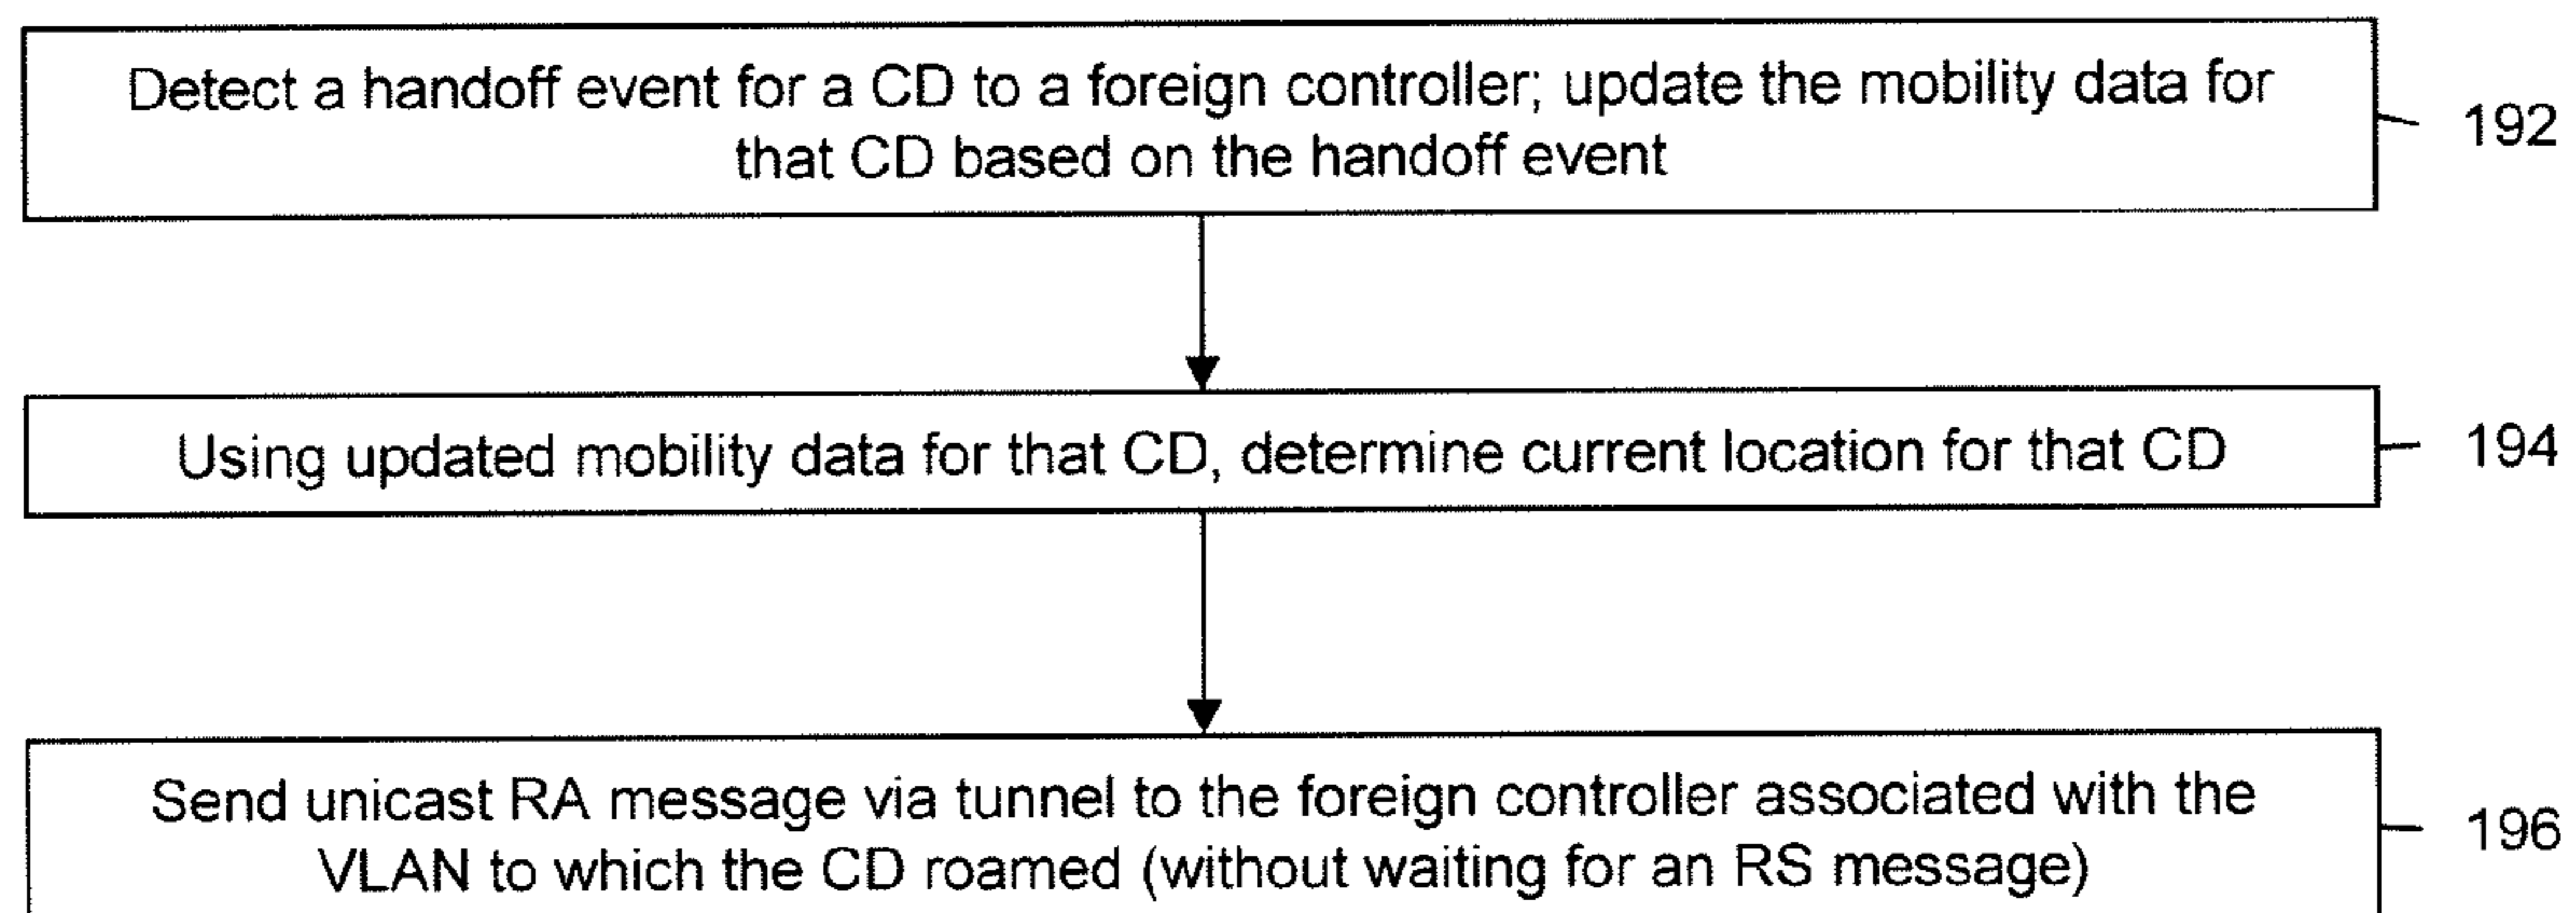 Detect a handoff event for a CD to a foreign controller; update the mobility data for
that CD based on the handoff event
192
Using updated mobility data for that CD, determine current location for that CD
194
Send unicast RA message via tunnel to the foreign controller associated with the
VLAN to which the CD roamed (without waiting for an RS message)
196